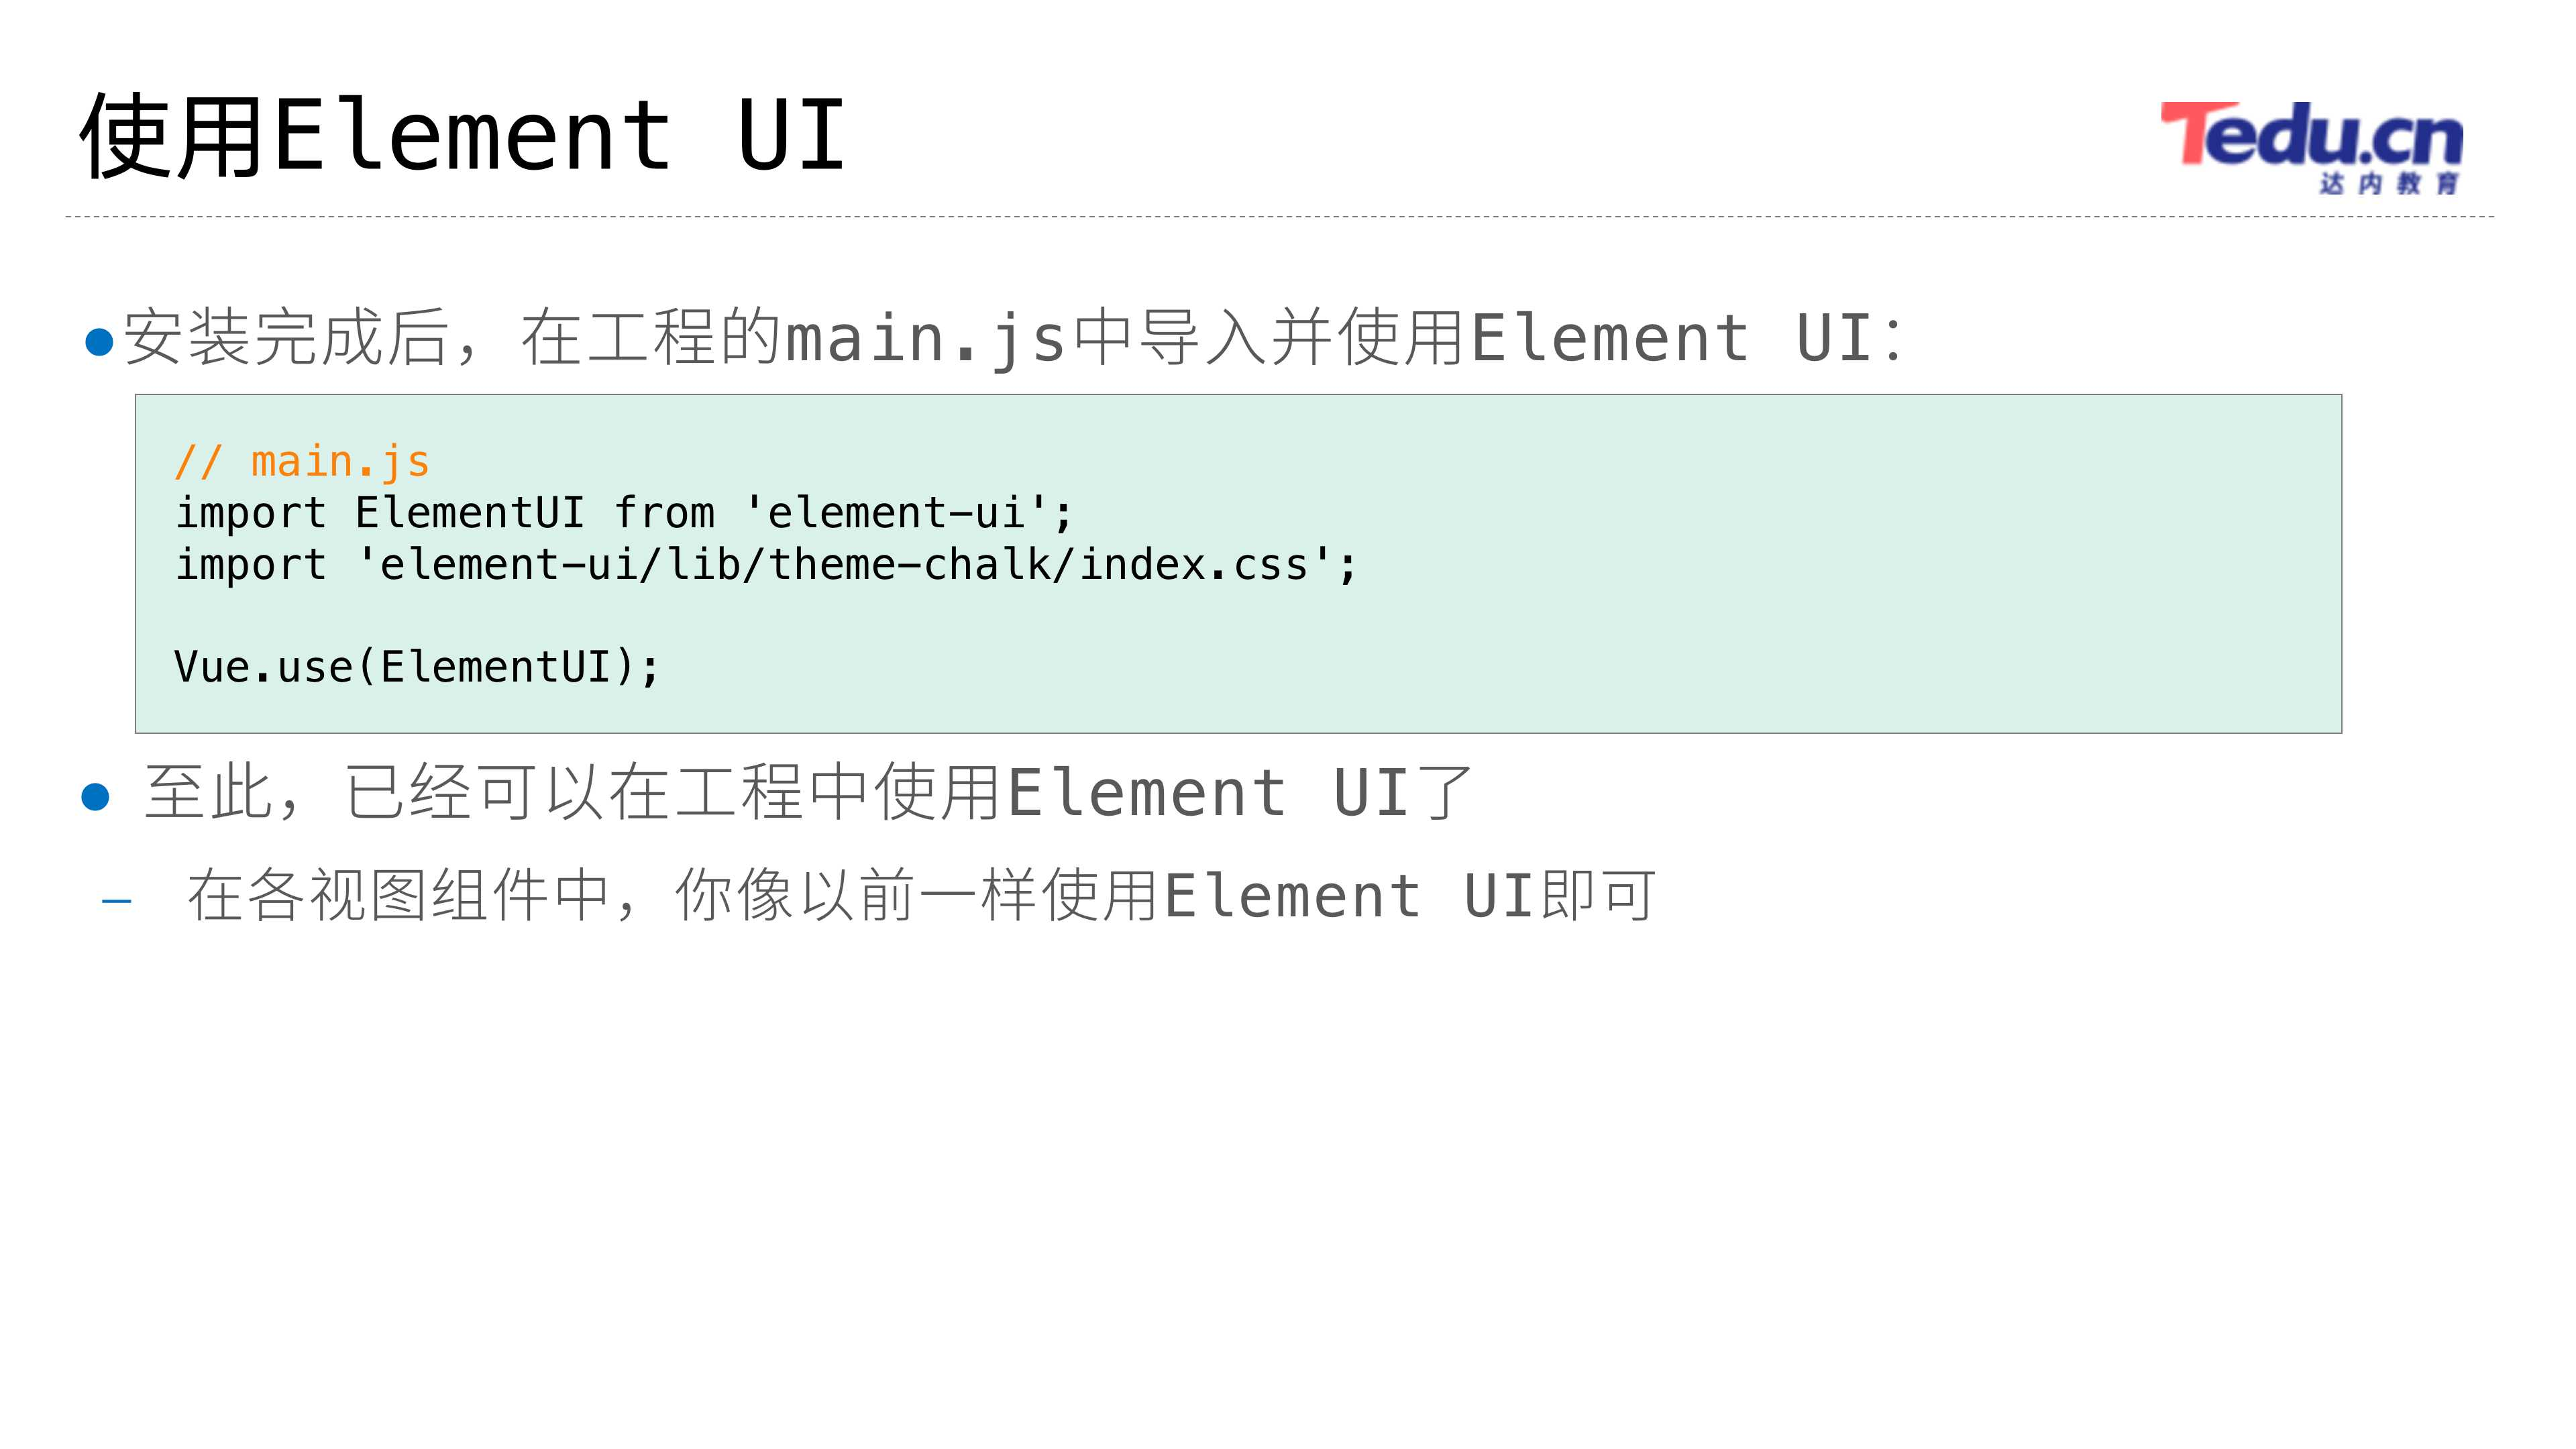 使用Element UI
Tedu.cn
达内教育
●安装完成后，在工程的main.js中导入并使用Element UI：
// main.js
import ElementUI from 'element-ui';
import 'element-ui/lib/theme-chalk/index.css';
Vue.use(ElementUI);
● 至此，已经可以在工程中使用Element UI了
– 在各视图组件中，你像以前一样使用Element UI即可